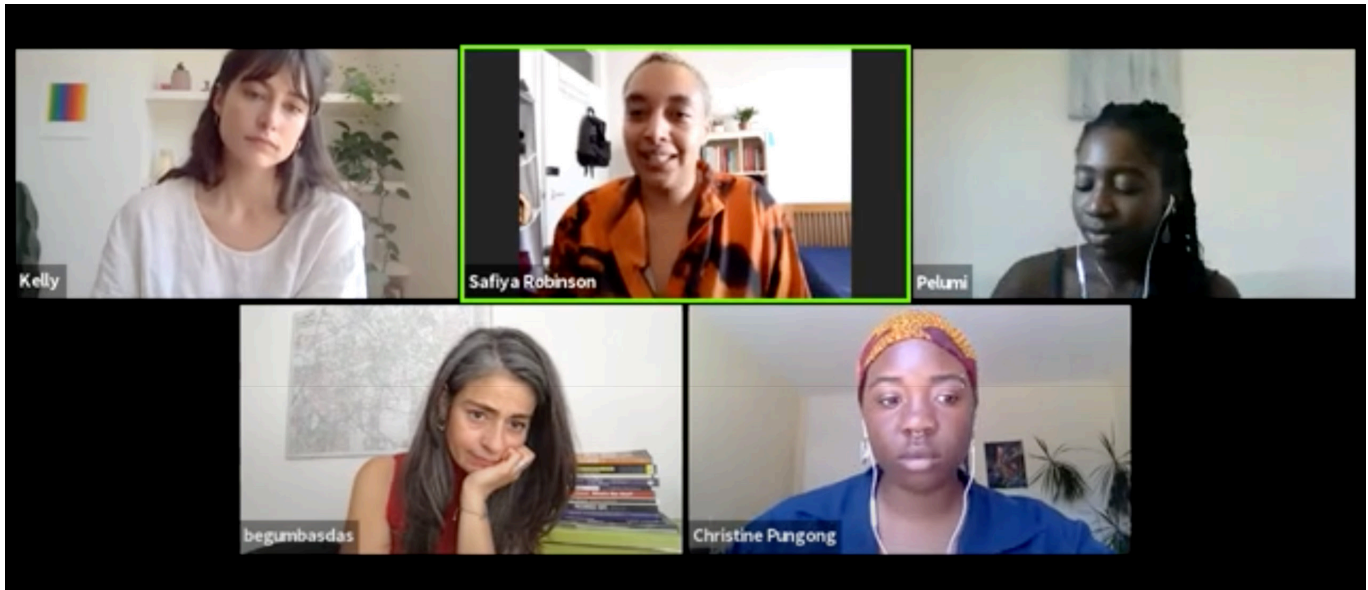 Kelly
Safiya Robinson
Pelumi
begumbasdas
Christine Pungong